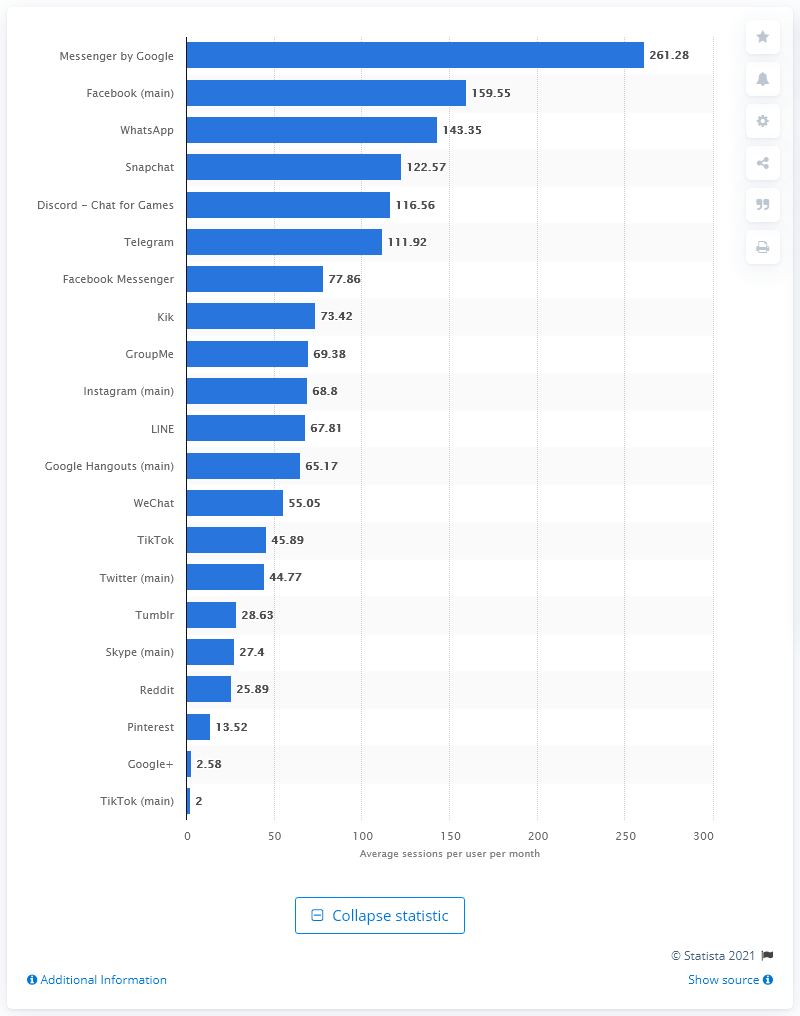 Messenger by Google 261.28
Facebook (main) 159.55
WhatsApp 143.35
Snapchat 122.57
Discord - Chat for Games 116.56
Telegram 111.92
Facebook Messenger 77.86
Kik 73.42
GroupMe 69.38
Instagram (main) 68.8
LINE 67.81
Google Hangouts (main) 65.17
WeChat 55.05
TikTok 45.89
Twitter (main) 44.77
Tumblr 28.63
Skype (main) 27.4
Reddit 25.89
Pinterest 13.52
Google+ 2.58
TikTok (main) 2
0 50 100 150 200 250 300
Average sessions per user per month
Collapse statistic
© Statista 2021
Additional Information Show source